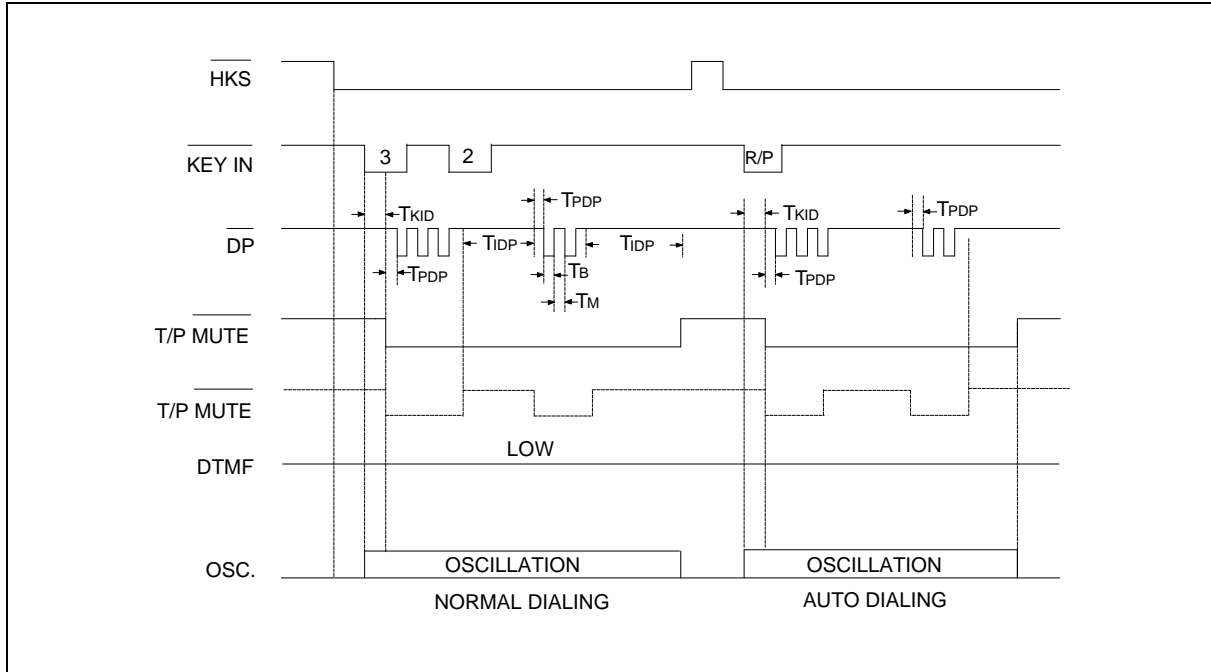 HKS
KEY IN
3
2
R/P
TKID
TPDP
TKID
TPDP
DP
TIDP
TIDP
TPDP
TB
TPDP
TM
T/P MUTE
T/P MUTE
LOW
DTMF
OSC.
OSCILLATION
OSCILLATION
NORMAL DIALING
AUTO DIALING